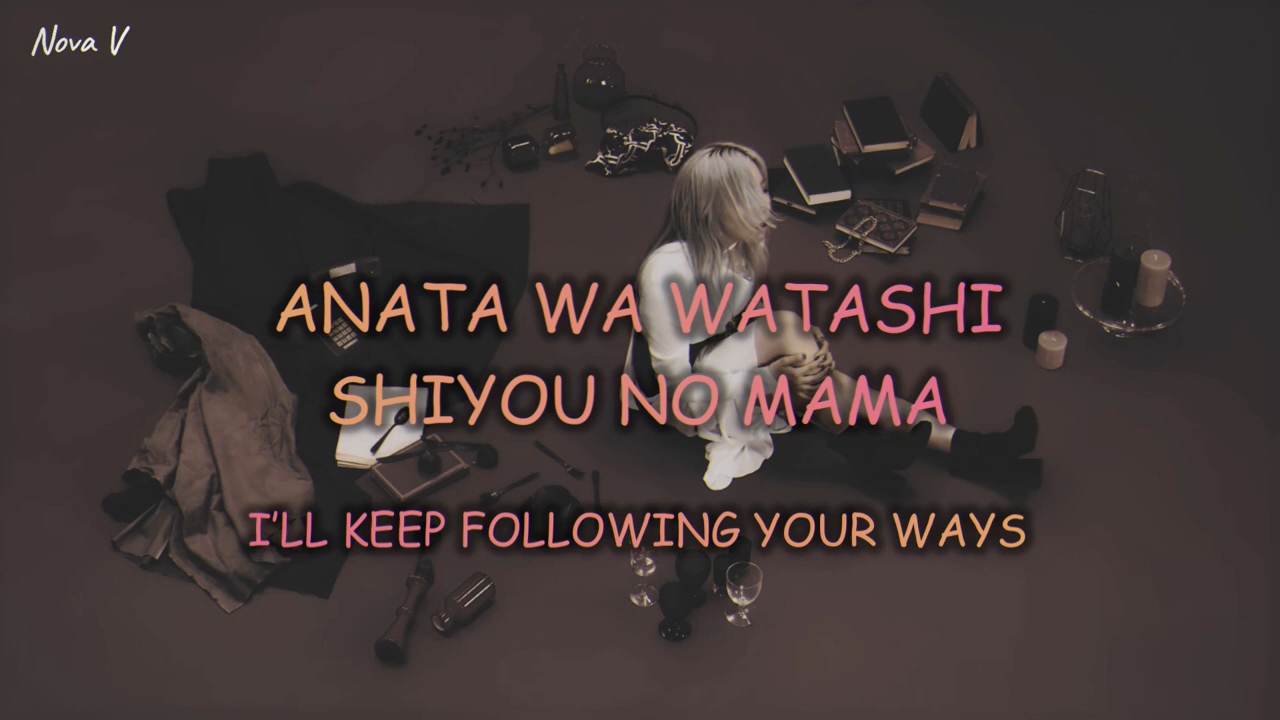 Nova V
ANATA WA WATASHI
SHIYOU NO MAMA
I'LL KEEP FOLLOWING YOUR WAYS